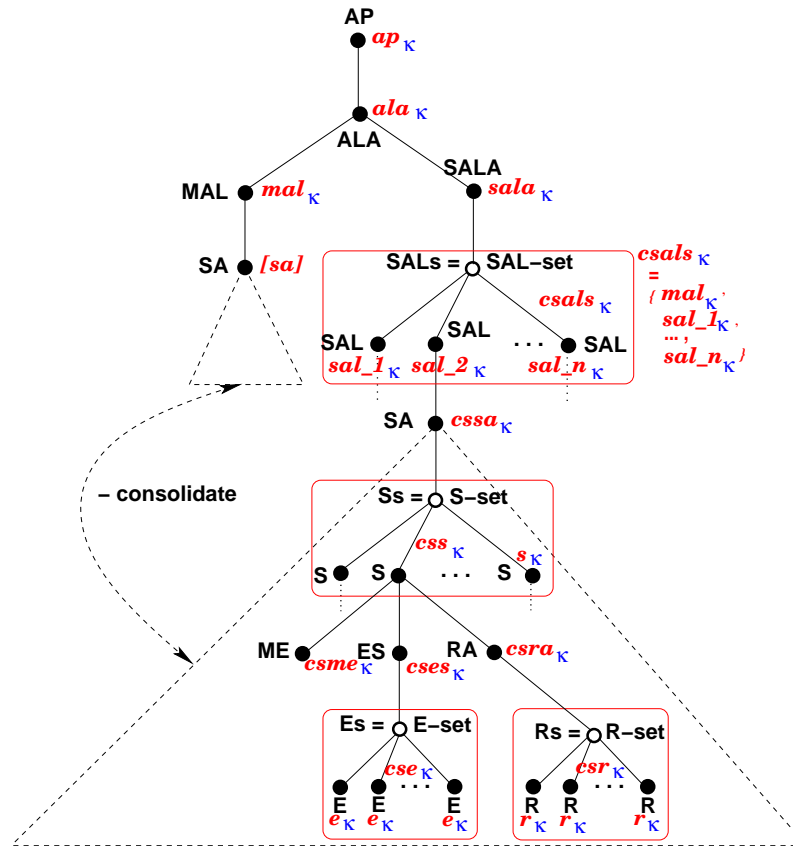 AP
ap κ
ala κ
ALA
SALA
MAL mal κ sala κ
SA [sa]
SALs = SAL–set
csals κ
=
{ mal κ ,
sal_1 κ ,
... ,
sal_n κ }
csals κ
SAL SAL . . . SAL
sal_1 κ sal_2 κ sal_n κ
SA cssa κ
– consolidate
Ss = S–set
css κ s κ
S S . . . S
ME ES RA csra κ
csme κ cses κ
Es = E–set Rs = R–set
cse κ csr κ
. . . . . .
E E E R R R
e κ e κ e κ r κ r κ r κ